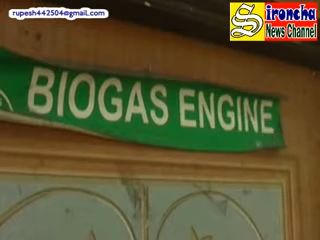 rupesh442504@gmail.com
Sironcha
News Channel
BIOGAS ENGINE